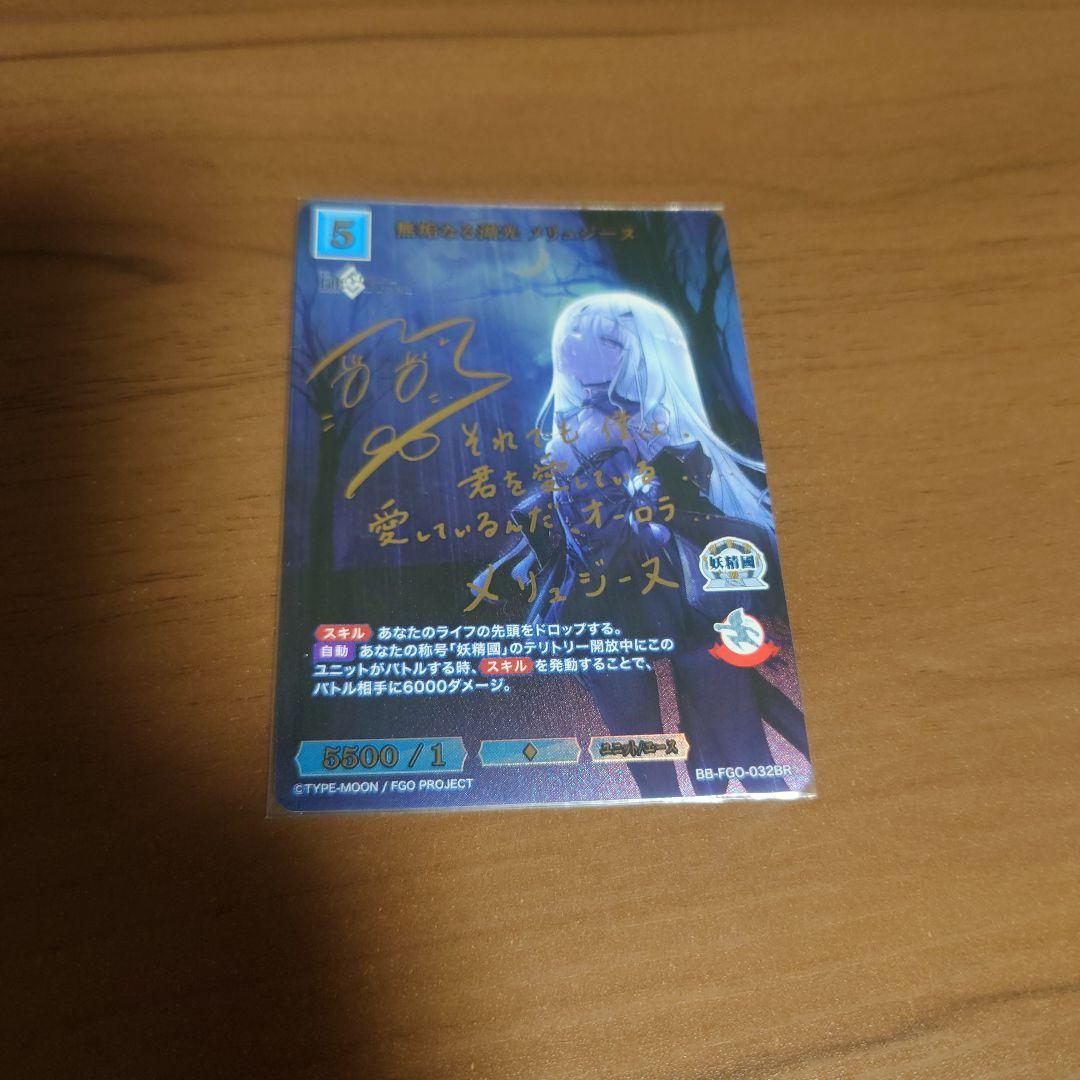 5
無垢なる湖光 メリュジーヌ
それでも僕は、
君を愛している。
愛しているんだ、オーロラ…
メリュジーヌ
妖精國
スキル あなたのライフの先頭をドロップする。
自動 あなたの称号「妖精國」のテリトリー開放中にこの
ユニットがバトルする時、スキル を発動することで、
バトル相手に6000ダメージ。
5500 / 1
ユニット/エース
BB-FGO-032BR
©TYPE-MOON / FGO PROJECT